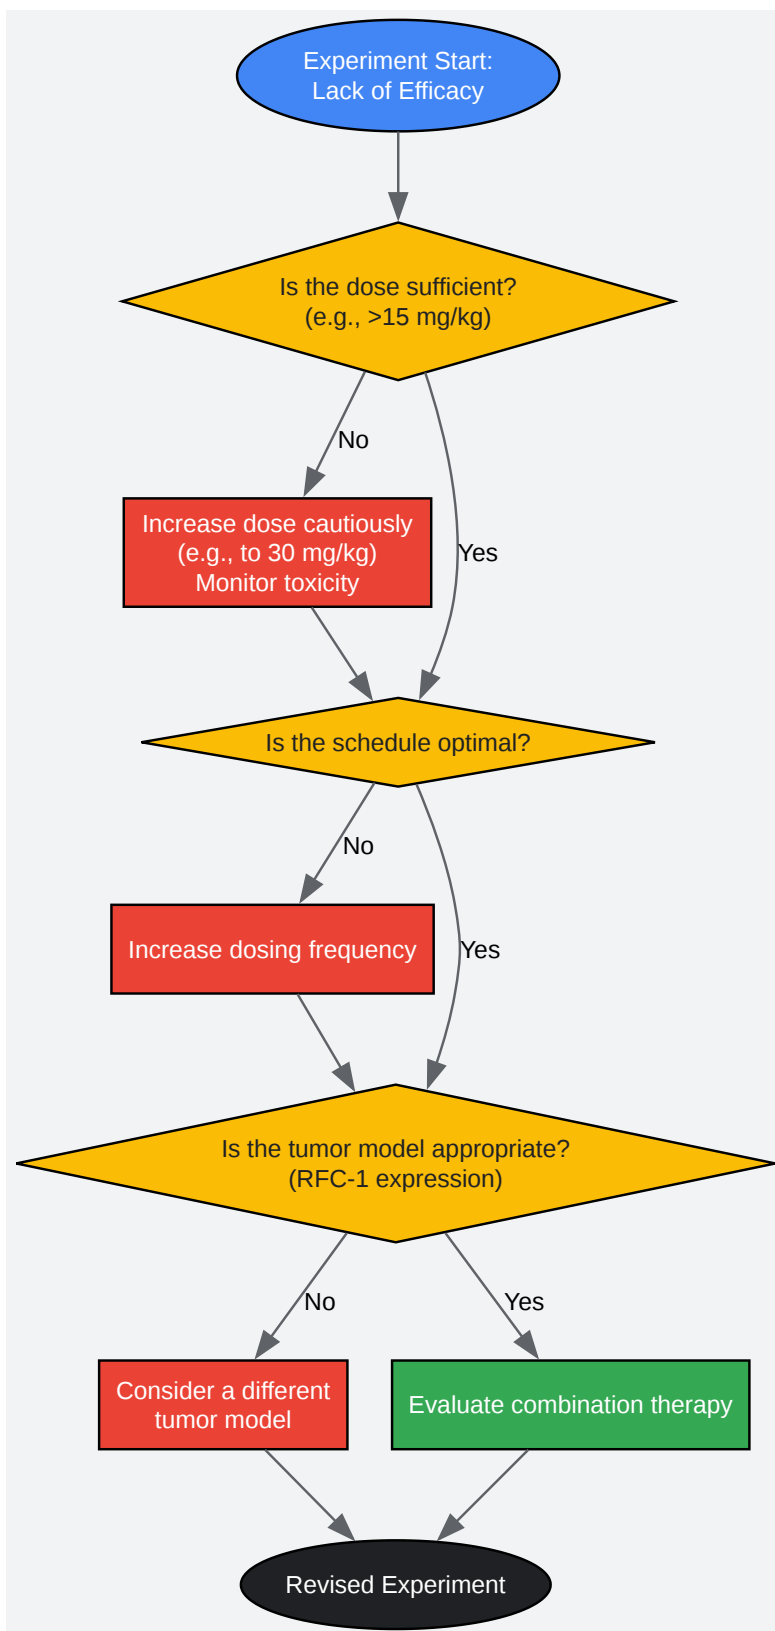 Experiment Start:
Lack of Efficacy
Is the dose sufficient?
(e.g., >15 mg/kg)
No
Increase dose cautiously
(e.g., to 30 mg/kg)
Monitor toxicity
Yes
Is the schedule optimal?
No
Increase dosing frequency
Yes
Is the tumor model appropriate?
(RFC-1 expression)
No
Yes
Consider a different
tumor model
Evaluate combination therapy
Revised Experiment